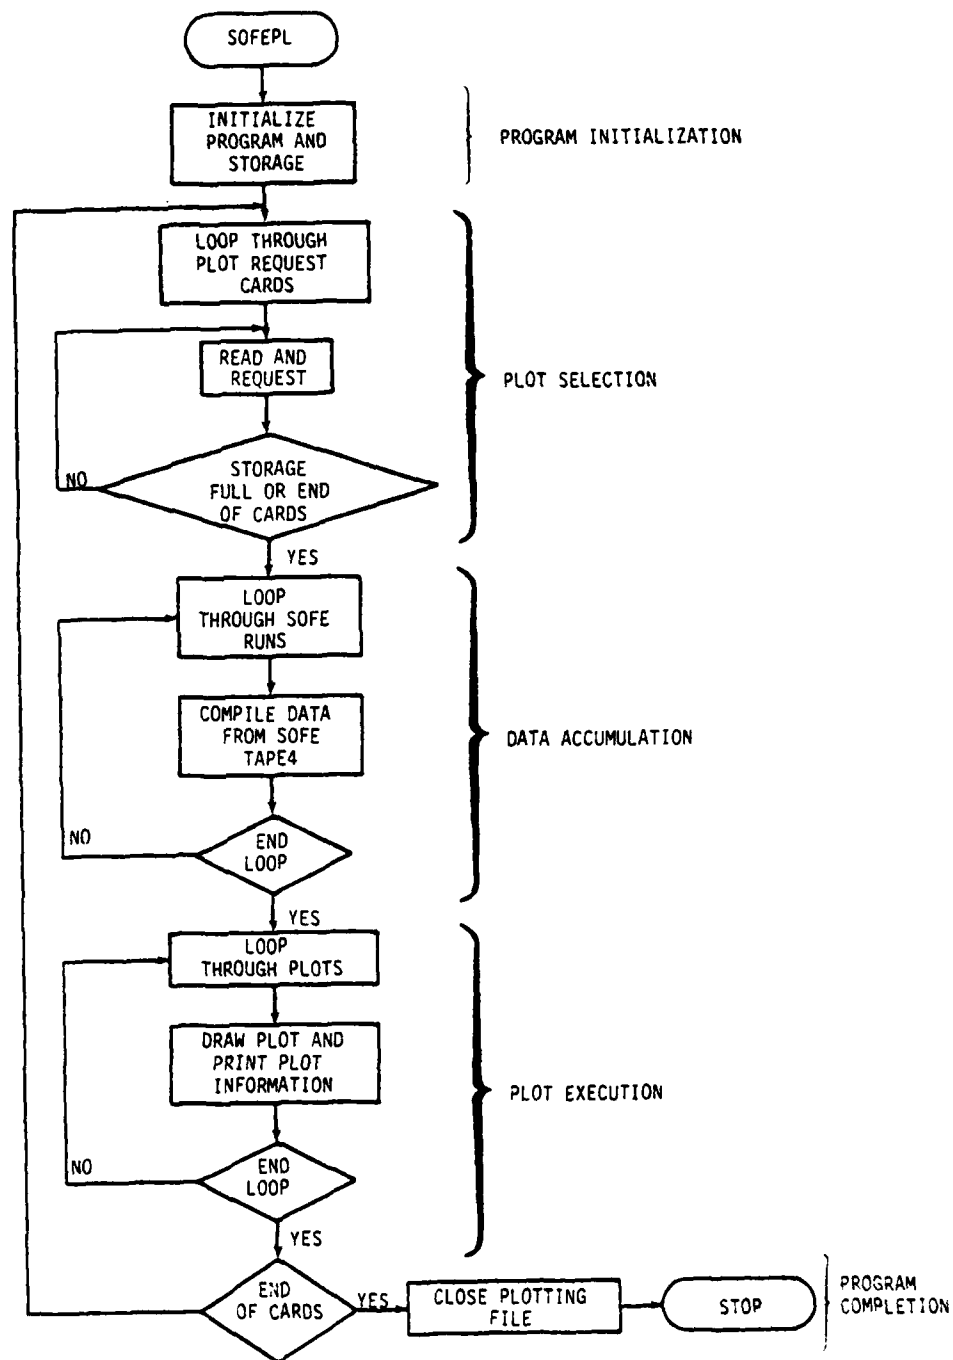 SOFEPL
INITIALIZE
PROGRAM AND
STORAGE
PROGRAM INITIALIZATION
LOOP THROUGH
PLOT REQUEST
CARDS
READ AND
REQUEST
PLOT SELECTION
NO
STORAGE
FULL OR END
OF CARDS
YES
LOOP
THROUGH SOFE
RUNS
COMPILE DATA
FROM SOFE
TAPE4
DATA ACCUMULATION
NO
END
LOOP
YES
LOOP
THROUGH PLOTS
DRAW PLOT AND
PRINT PLOT
INFORMATION
PLOT EXECUTION
NO
END
LOOP
YES
END
OF CARDS
YES
CLOSE PLOTTING
FILE
STOP
PROGRAM
COMPLETION